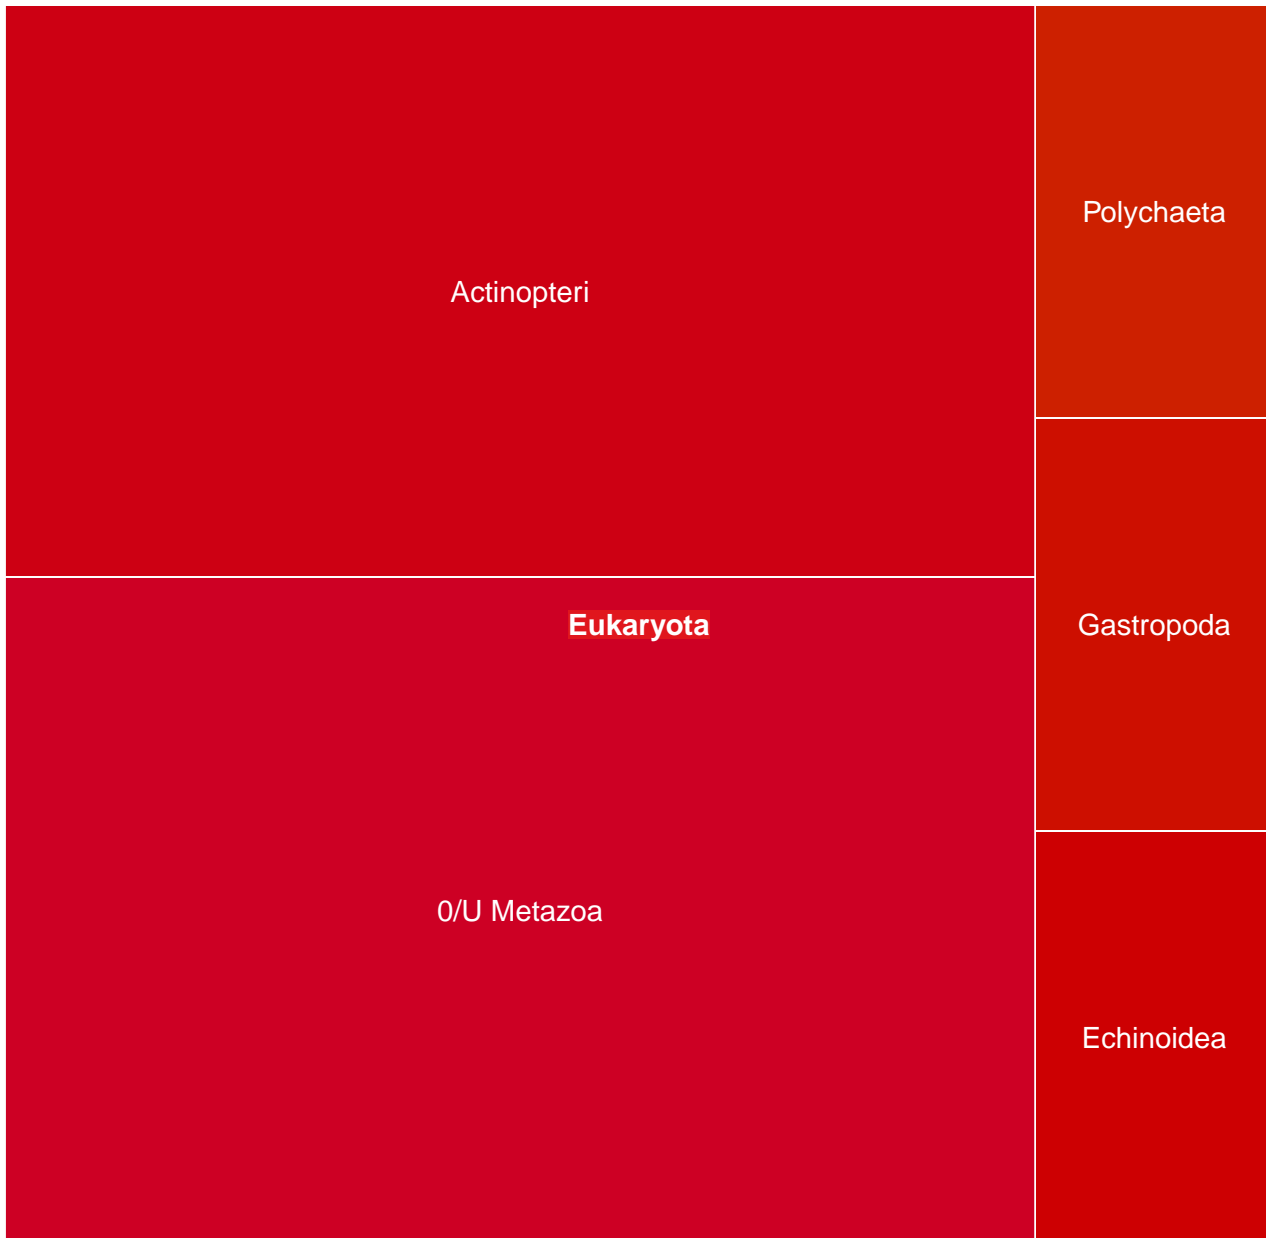 Polychaeta
Actinopteri
Eukaryota
Gastropoda
0/U Metazoa
Echinoidea